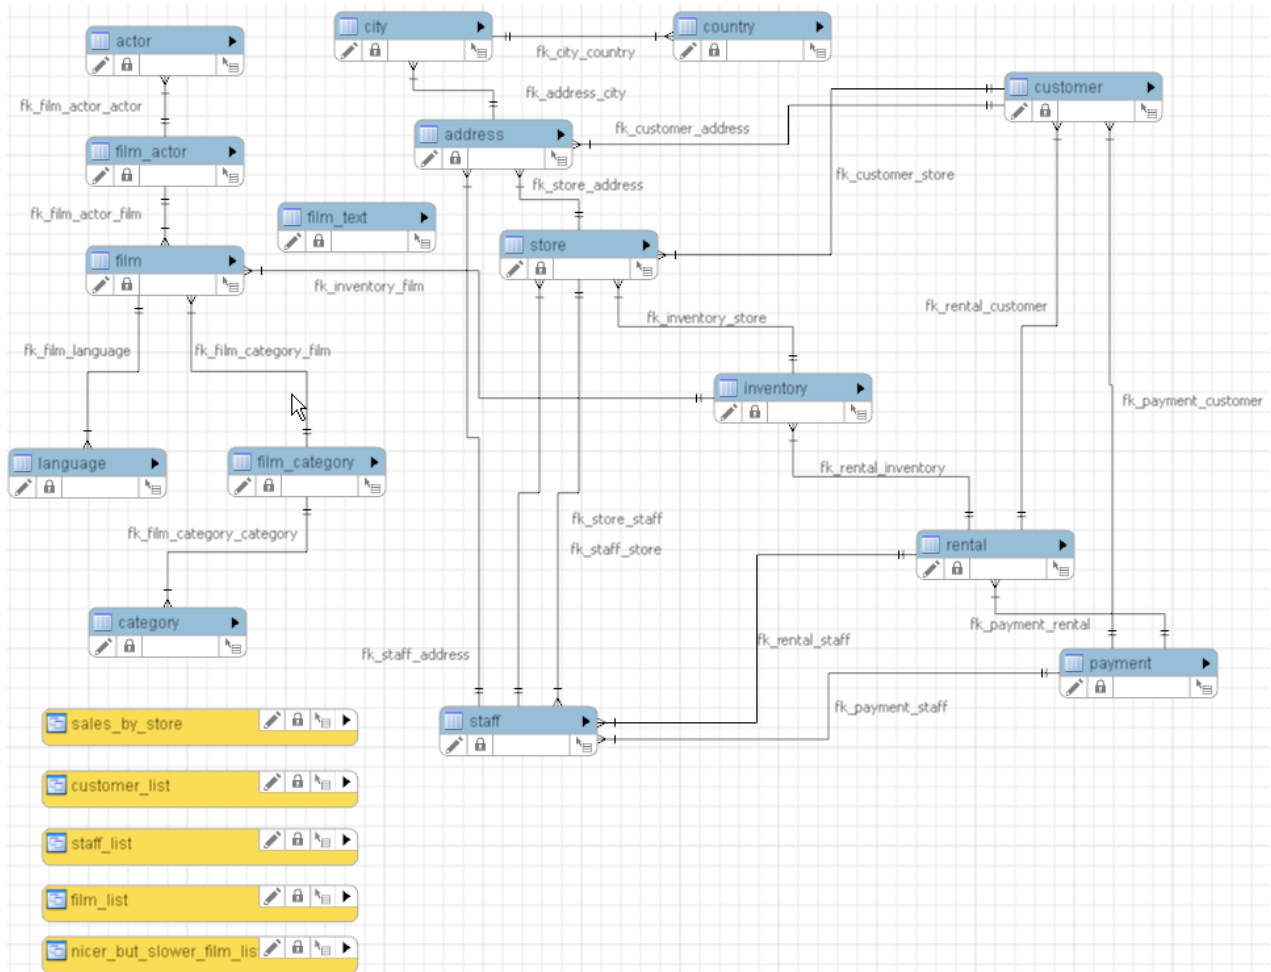 city
country
actor
fk_city_country
customer
fk_address_city
fk_film_actor_actor
address
fk_customer_address
film_actor
fk_customer_store
fk_store_address
fk_film_actor_film
film_text
store
film
fk_inventory_film
fk_rental_customer
fk_inventory_store
fk_film_language
fk_film_category_film
inventory
fk_payment_customer
language
film_category
fk_rental_inventory
fk_store_staff
fk_film_category_category
fk_staff_store
rental
category
fk_payment_rental
fk_rental_staff
fk_staff_address
payment
fk_payment_staff
staff
sales_by_store
customer_list
staff_list
film_list
nicer_but_slower_film_lis